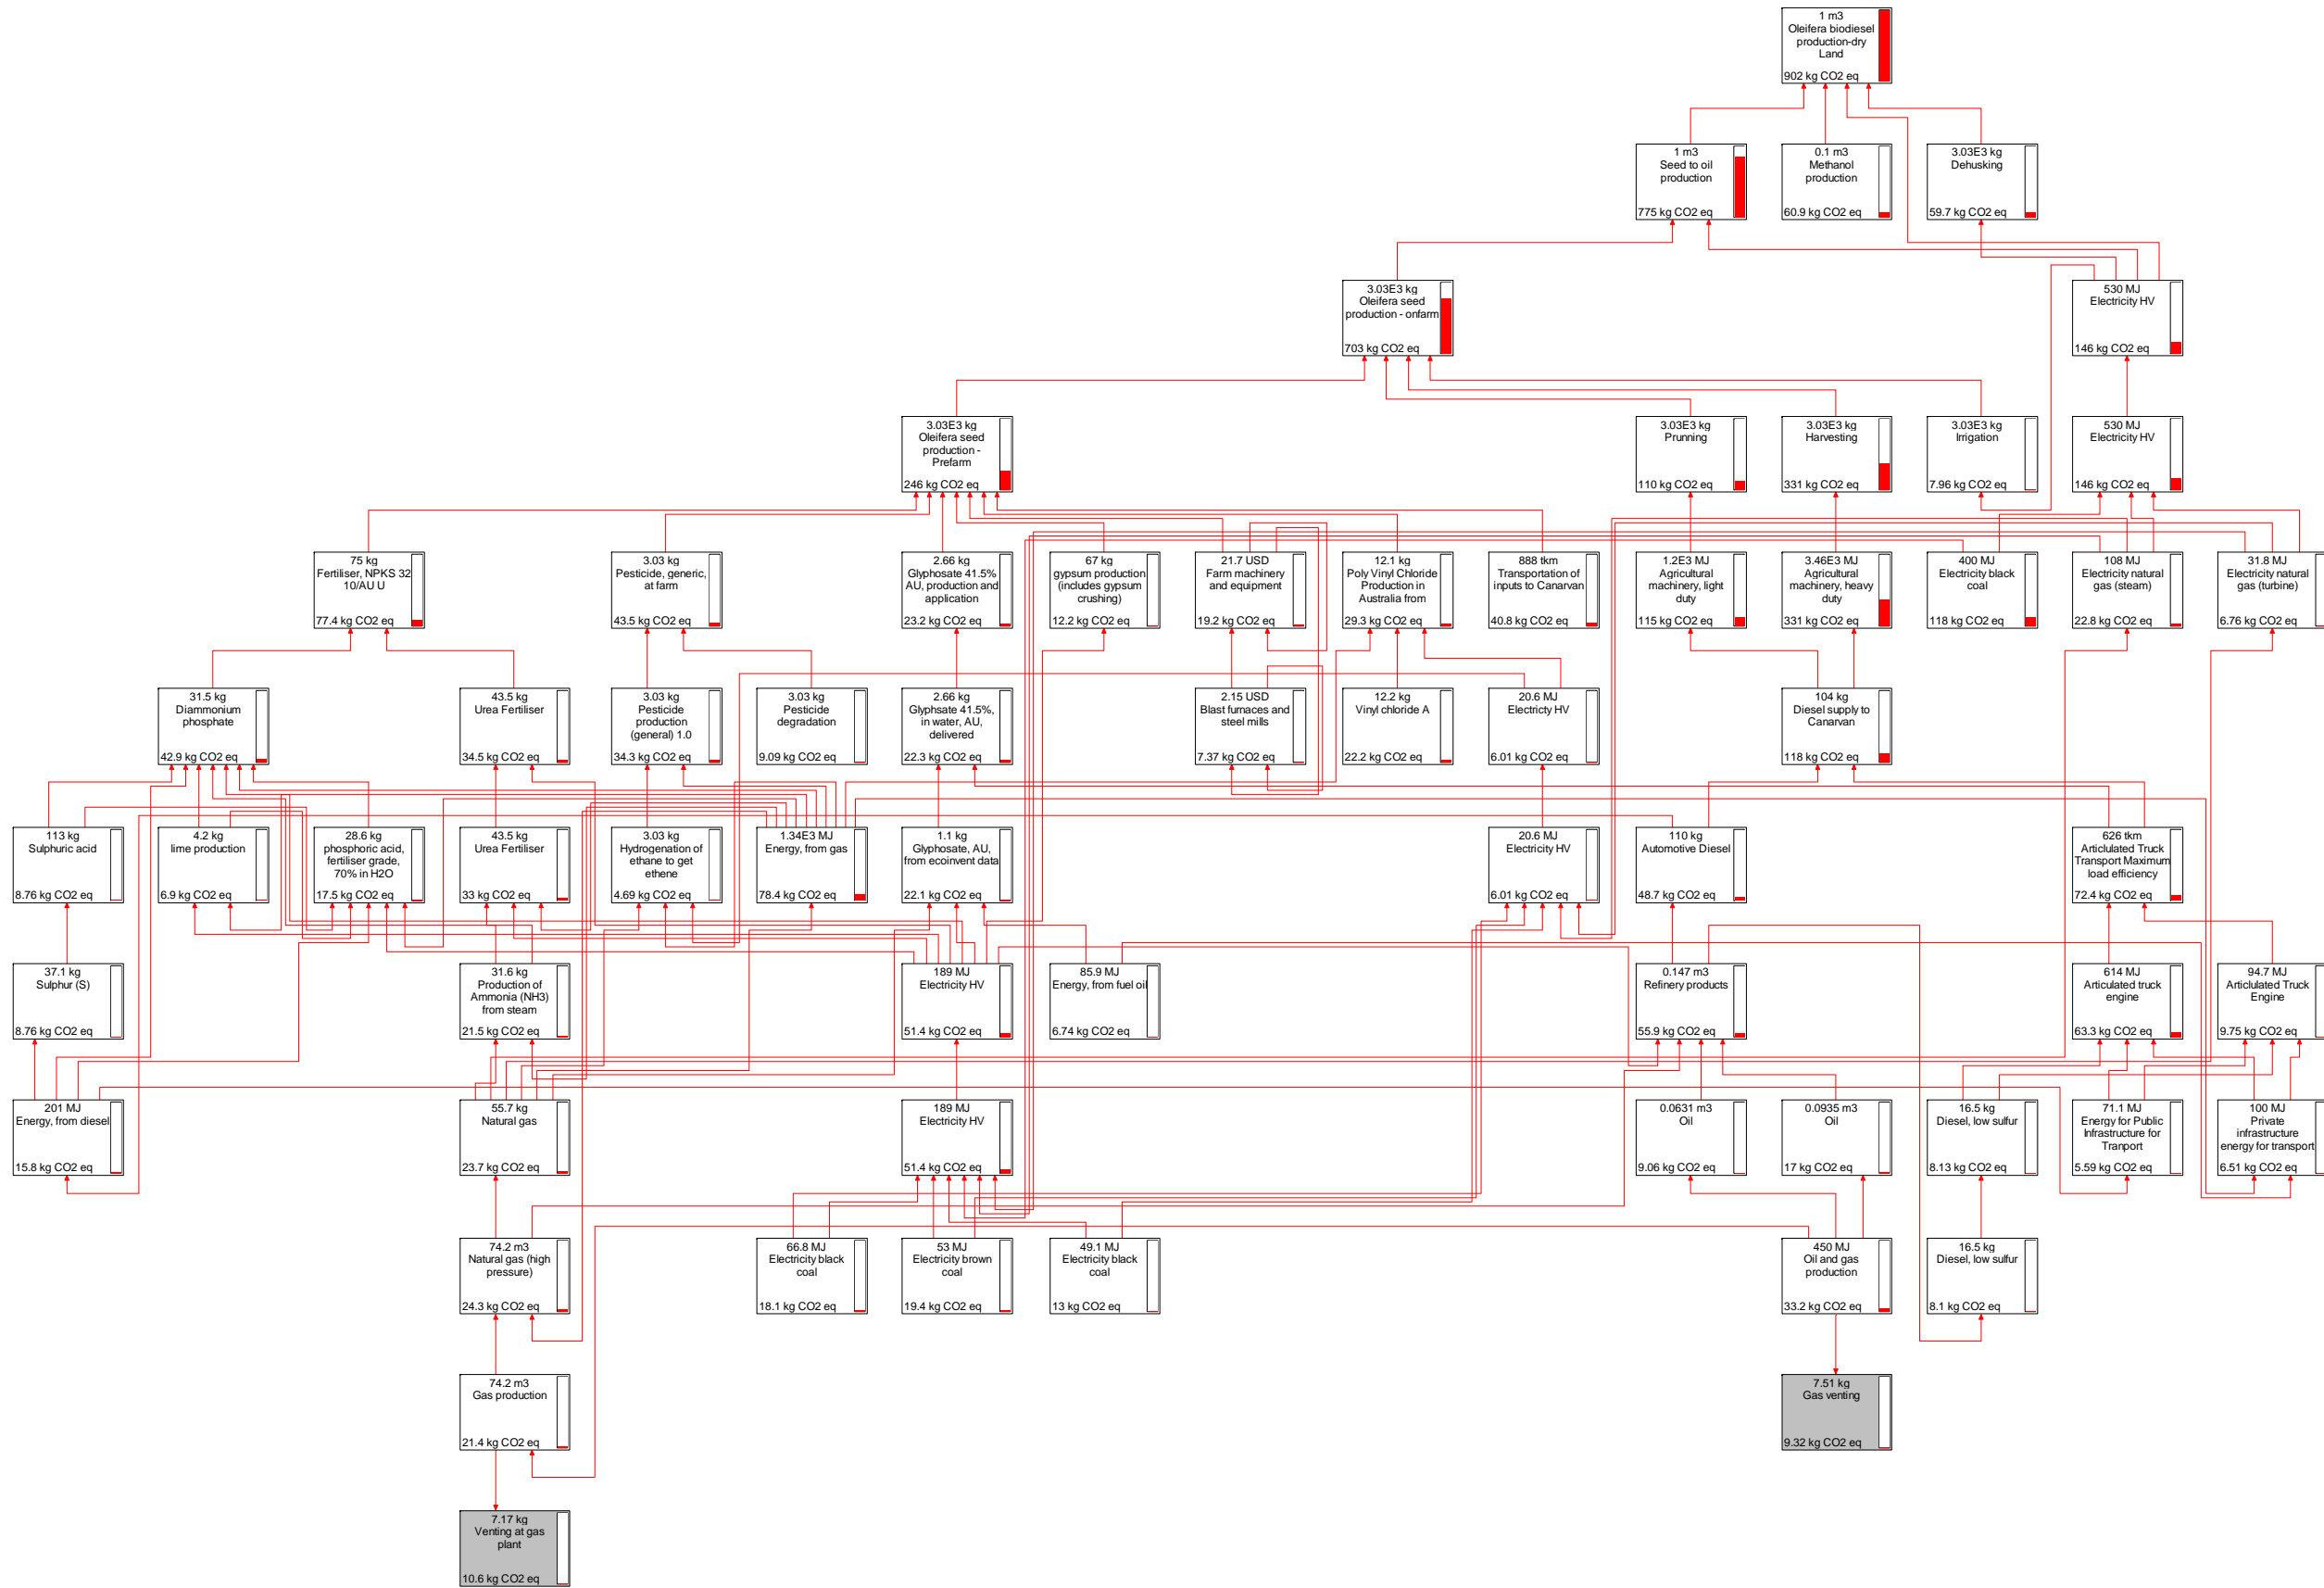 1 m3
Oleifera biodiesel
production-dry
Land
902 kg CO2 eq
1 m3
Seed to oil
production
775 kg CO2 eq
0.1 m3
Methanol
production
60.9 kg CO2 eq
3.03E3 kg
Dehusking
59.7 kg CO2 eq
3.03E3 kg
Oleifera seed
production - onfarm
703 kg CO2 eq
530 MJ
Electricity HV
146 kg CO2 eq
3.03E3 kg
Oleifera seed
production -
Prefarm
246 kg CO2 eq
3.03E3 kg
Prunning
110 kg CO2 eq
3.03E3 kg
Harvesting
331 kg CO2 eq
3.03E3 kg
Irrigation
7.96 kg CO2 eq
530 MJ
Electricity HV
146 kg CO2 eq
75 kg
Fertiliser, NPKS 32
10/AU U
77.4 kg CO2 eq
3.03 kg
Pesticide, generic,
at farm
43.5 kg CO2 eq
2.66 kg
Glyphosate 41.5%
AU, production and
application
23.2 kg CO2 eq
67 kg
gypsum production
(includes gypsum
crushing)
12.2 kg CO2 eq
21.7 USD
Farm machinery
and equipment
19.2 kg CO2 eq
12.1 kg
Poly Vinyl Chloride
Production in
Australia from
29.3 kg CO2 eq
888 tkm
Transportation of
inputs to Canarvan
40.8 kg CO2 eq
1.2E3 MJ
Agricultural
machinery, light
duty
115 kg CO2 eq
3.46E3 MJ
Agricultural
machinery, heavy
duty
331 kg CO2 eq
400 MJ
Electricity black
coal
118 kg CO2 eq
108 MJ
Electricity natural
gas (steam)
22.8 kg CO2 eq
31.8 MJ
Electricity natural
gas (turbine)
6.76 kg CO2 eq
31.5 kg
Diammonium
phosphate
42.9 kg CO2 eq
43.5 kg
Urea Fertiliser
34.5 kg CO2 eq
3.03 kg
Pesticide
production
(general) 1.0
34.3 kg CO2 eq
3.03 kg
Pesticide
degradation
9.09 kg CO2 eq
2.66 kg
Glyphsate 41.5%,
in water, AU,
delivered
22.3 kg CO2 eq
2.15 USD
Blast furnaces and
steel mills
7.37 kg CO2 eq
12.2 kg
Vinyl chloride A
22.2 kg CO2 eq
20.6 MJ
Electricty HV
6.01 kg CO2 eq
104 kg
Diesel supply to
Canarvan
118 kg CO2 eq
113 kg
Sulphuric acid
8.76 kg CO2 eq
4.2 kg
lime production
6.9 kg CO2 eq
28.6 kg
phosphoric acid,
fertiliser grade,
70% in H2O
17.5 kg CO2 eq
43.5 kg
Urea Fertiliser
33 kg CO2 eq
3.03 kg
Hydrogenation of
ethane to get
ethene
4.69 kg CO2 eq
1.34E3 MJ
Energy, from gas
78.4 kg CO2 eq
1.1 kg
Glyphosate, AU,
from ecoinvent data
22.1 kg CO2 eq
20.6 MJ
Electricity HV
6.01 kg CO2 eq
110 kg
Automotive Diesel
48.7 kg CO2 eq
626 tkm
Articlulated Truck
Transport Maximum
load efficiency
72.4 kg CO2 eq
37.1 kg
Sulphur (S)
8.76 kg CO2 eq
31.6 kg
Production of
Ammonia (NH3)
from steam
21.5 kg CO2 eq
189 MJ
Electricity HV
51.4 kg CO2 eq
85.9 MJ
Energy, from fuel oil
6.74 kg CO2 eq
0.147 m3
Refinery products
55.9 kg CO2 eq
614 MJ
Articulated truck
engine
63.3 kg CO2 eq
94.7 MJ
Articlulated Truck
Engine
9.75 kg CO2 eq
201 MJ
Energy, from diesel
15.8 kg CO2 eq
55.7 kg
Natural gas
23.7 kg CO2 eq
189 MJ
Electricity HV
51.4 kg CO2 eq
0.0631 m3
Oil
9.06 kg CO2 eq
0.0935 m3
Oil
17 kg CO2 eq
16.5 kg
Diesel, low sulfur
8.13 kg CO2 eq
71.1 MJ
Energy for Public
Infrastructure for
Tranport
5.59 kg CO2 eq
100 MJ
Private
infrastructure
energy for transport
6.51 kg CO2 eq
74.2 m3
Natural gas (high
pressure)
24.3 kg CO2 eq
66.8 MJ
Electricity black
coal
18.1 kg CO2 eq
53 MJ
Electricity brown
coal
19.4 kg CO2 eq
49.1 MJ
Electricity black
coal
13 kg CO2 eq
450 MJ
Oil and gas
production
33.2 kg CO2 eq
16.5 kg
Diesel, low sulfur
8.1 kg CO2 eq
74.2 m3
Gas production
21.4 kg CO2 eq
7.51 kg
Gas venting
9.32 kg CO2 eq
7.17 kg
Venting at gas
plant
10.6 kg CO2 eq